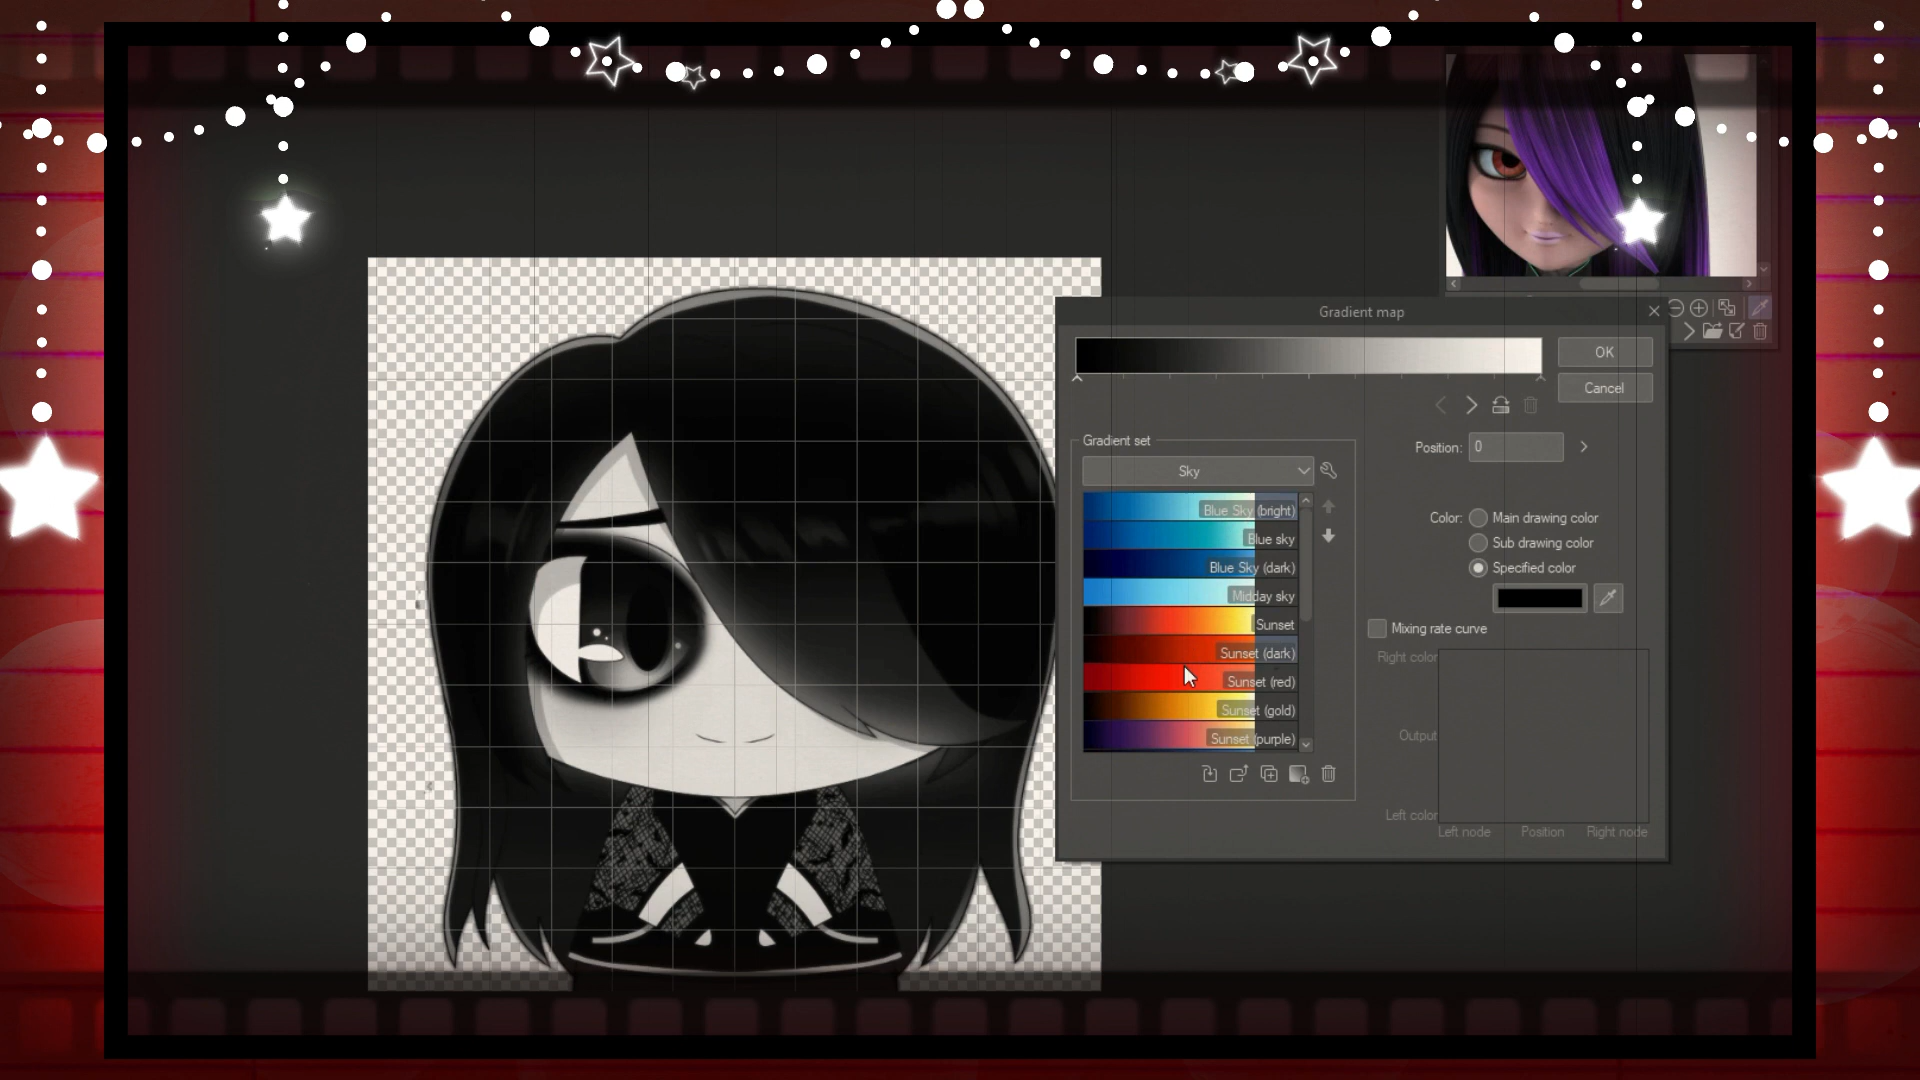 Gradient map
OK
Cancel
Gradient set
Position: 0
Sky
Blue Sky (bright)
Blue sky
Blue Sky (dark)
Midday sky
Sunset
Sunset (dark)
Sunset (red)
Sunset (gold)
Sunset (purple)
Color: Main drawing color
Sub drawing color
Specified color
Mixing rate curve
Right color
Output
Left color
Left node Position Right node